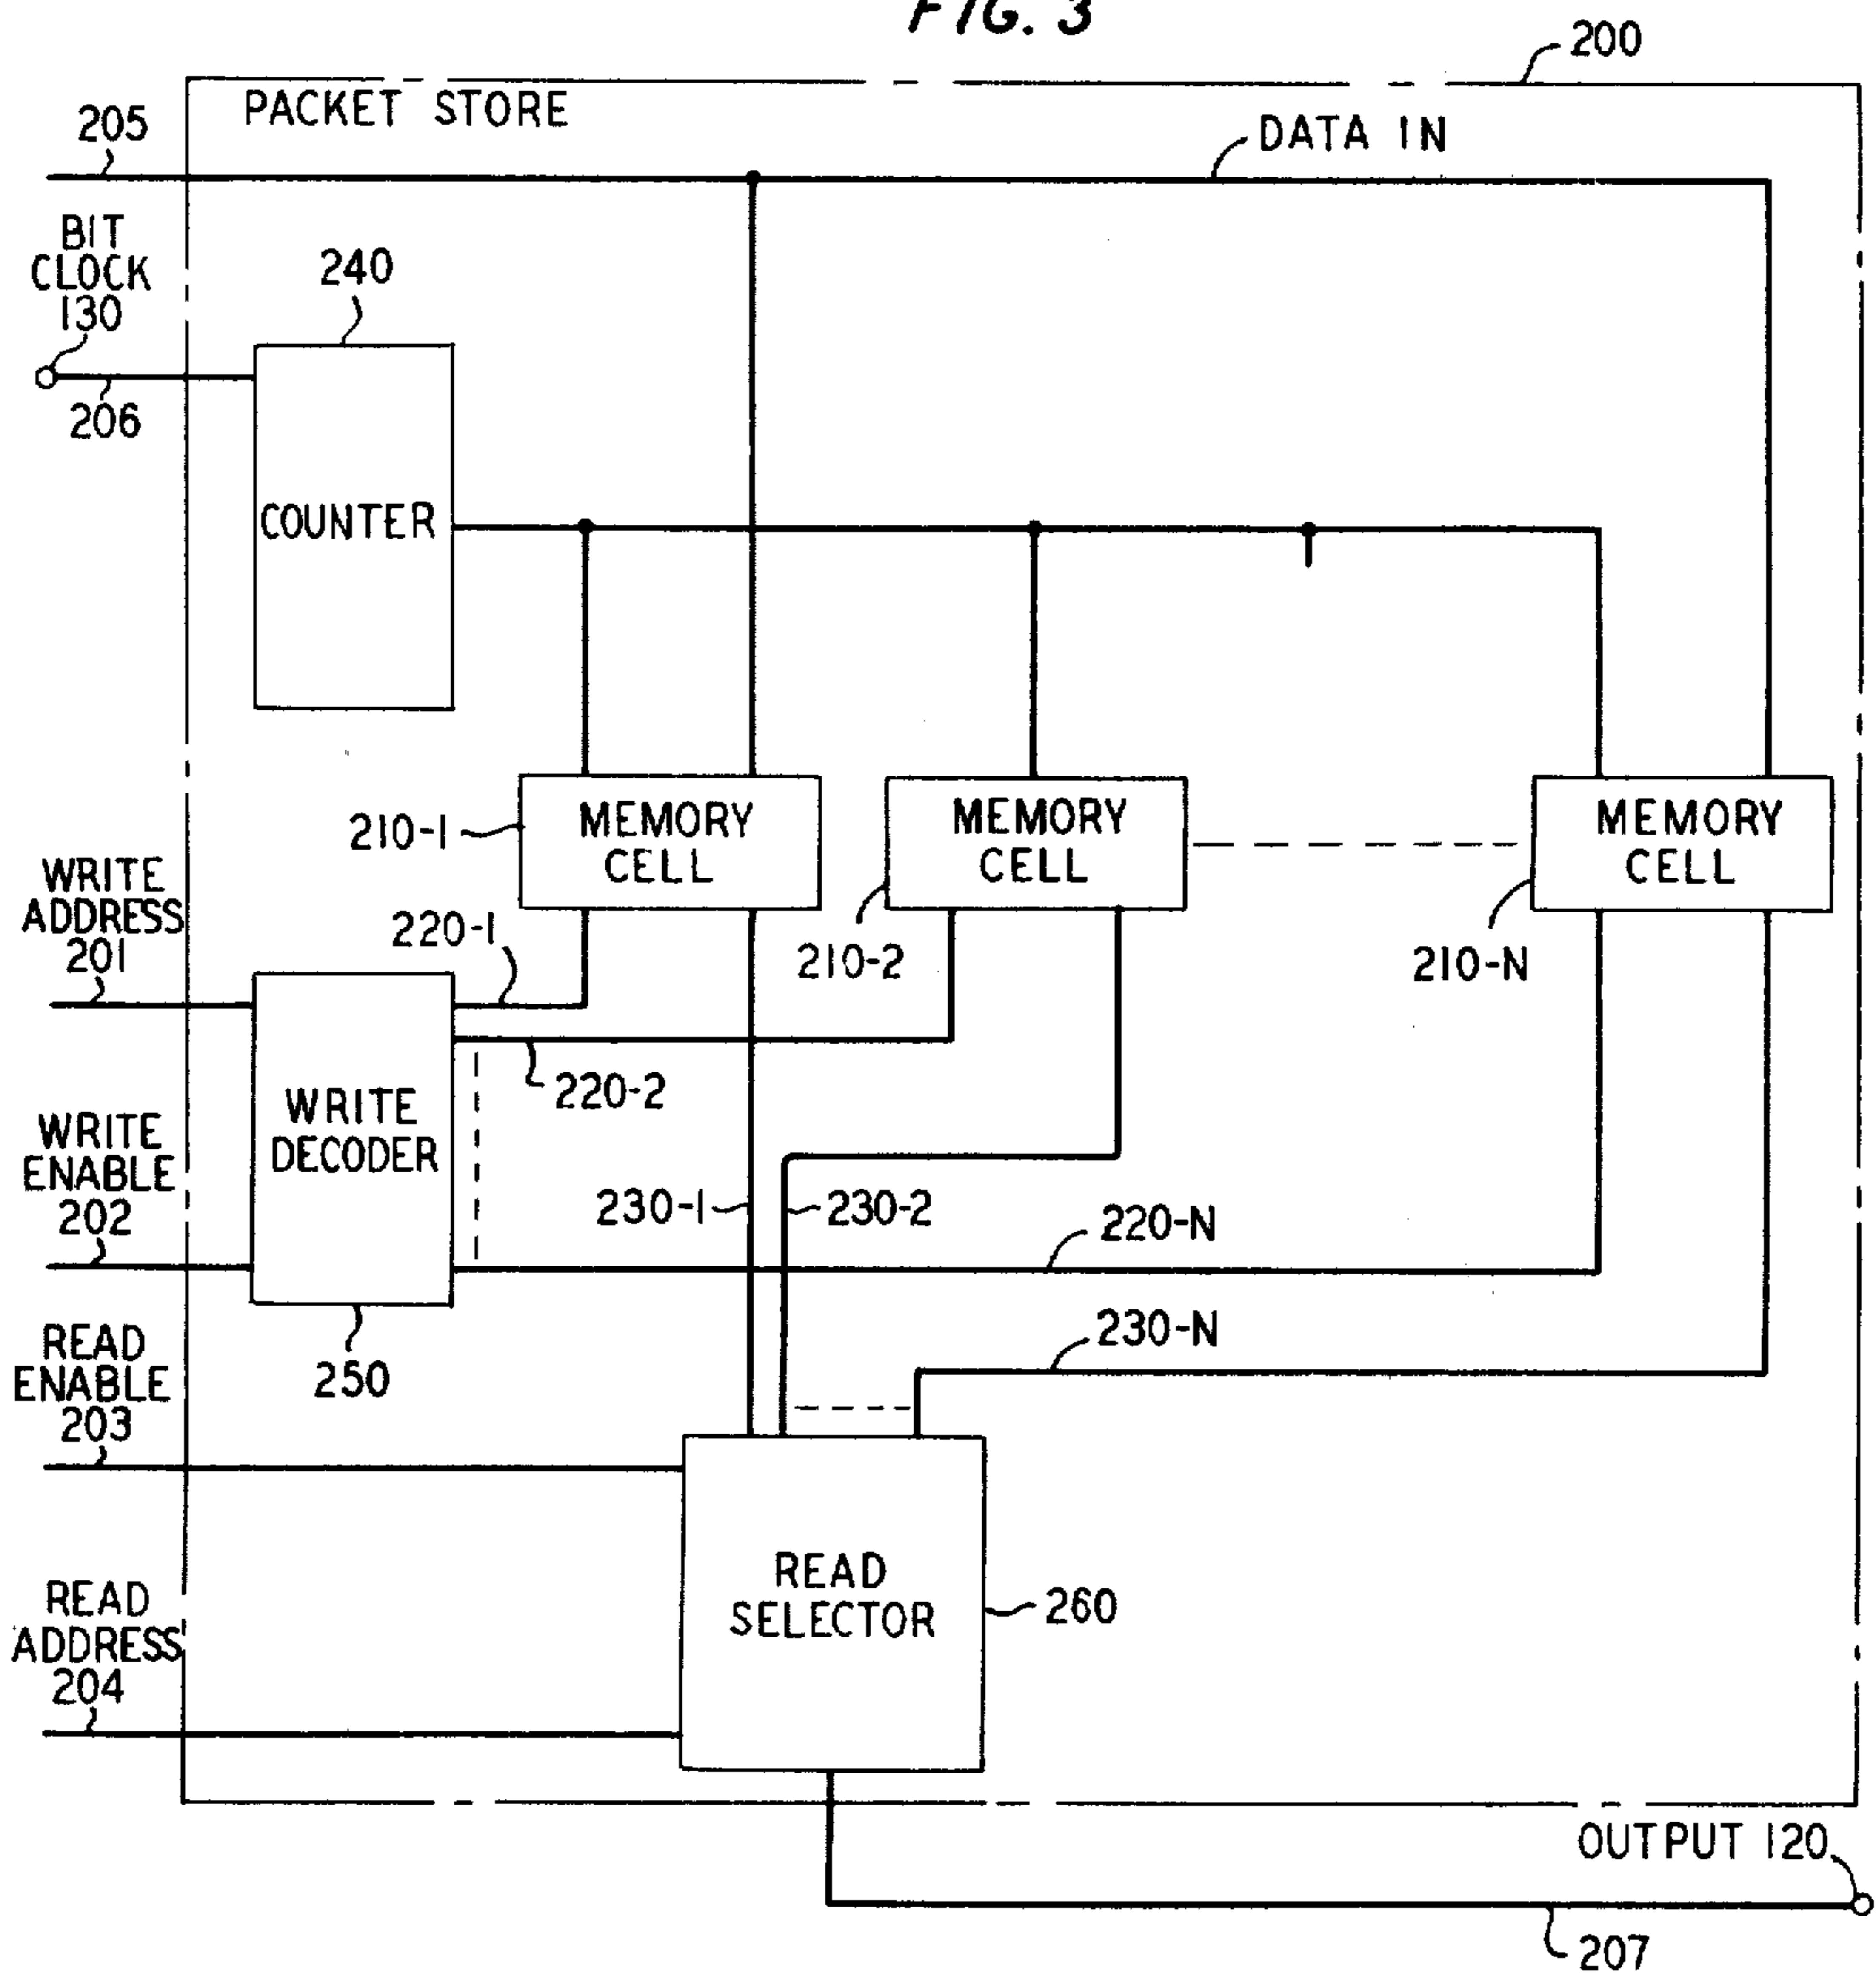 FIG. 3
200
PACKET STORE
205
DATA IN
BIT
CLOCK
130
240
206
COUNTER
210-1
MEMORY
CELL
MEMORY
CELL
MEMORY
CELL
WRITE
ADDRESS
201
220-1
210-2
210-N
220-2
WRITE
DECODER
WRITE
ENABLE
202
230-1
230-2
220-N
READ
ENABLE
203
250
230-N
READ
SELECTOR
260
READ
ADDRESS
204
OUTPUT 120
207